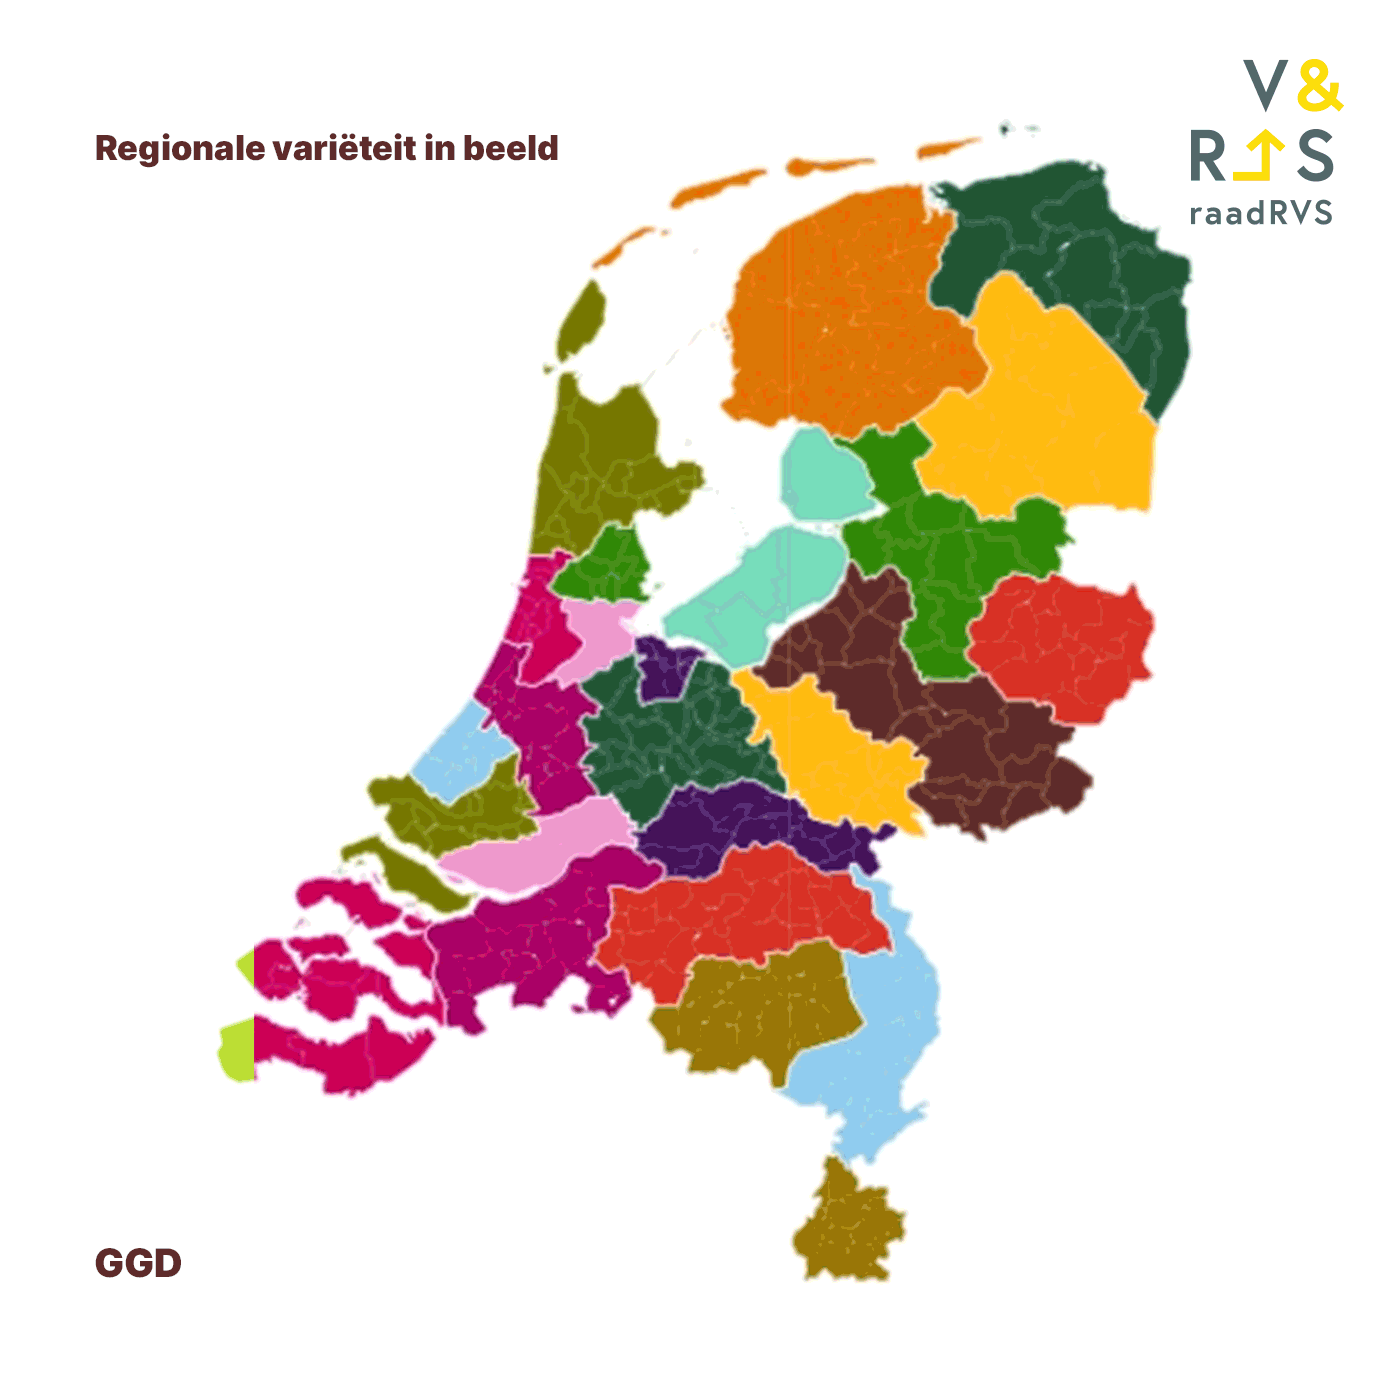 Regionale variëteit in beeld
V&
R S
raadRVS
GGD